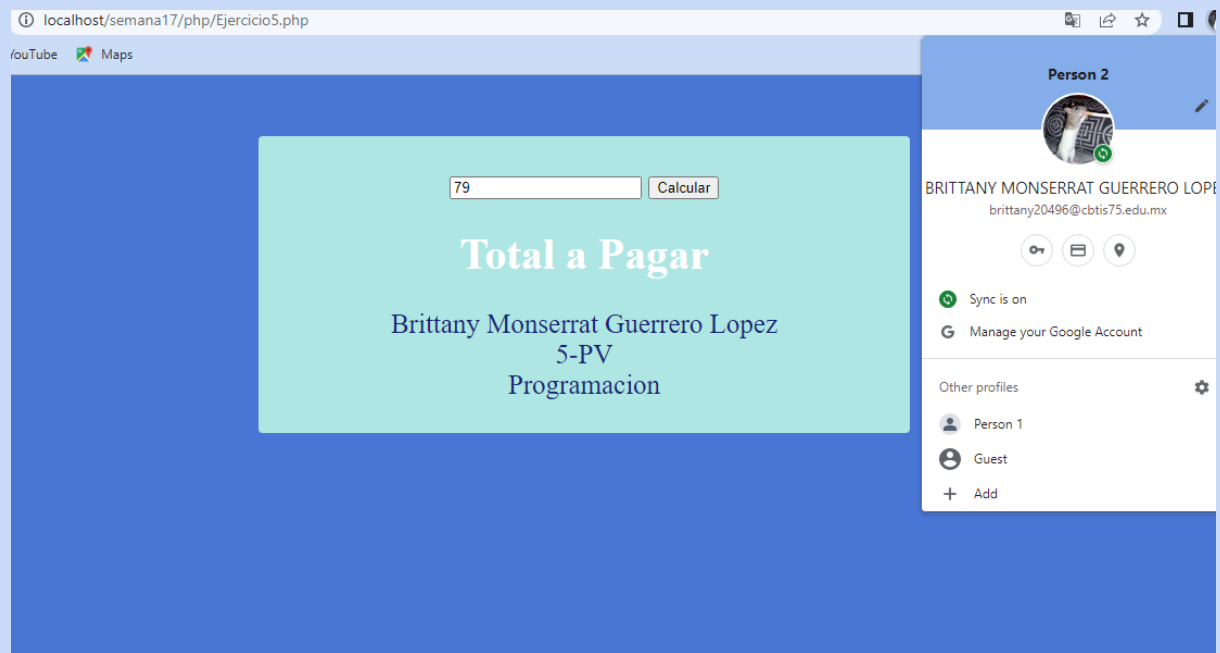 localhost/semana17/php/Ejercicio5.php
YouTube Maps
79 Calcular
Total a Pagar
Brittany Monserrat Guerrero Lopez
5-PV
Programacion
Person 2
BRITTANY MONSERRAT GUERRERO LOPE
brittany20496@cbtis75.edu.mx
Sync is on
Manage your Google Account
Other profiles
Person 1
Guest
Add